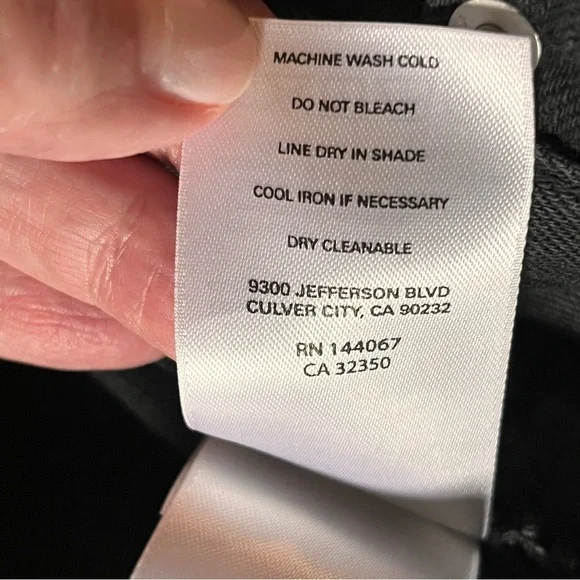 MACHINE WASH COLD
DO NOT BLEACH
LINE DRY IN SHADE
COOL IRON IF NECESSARY
DRY CLEANABLE
9300 JEFFERSON BLVD
CULVER CITY, CA 90232
RN 144067
CA 32350